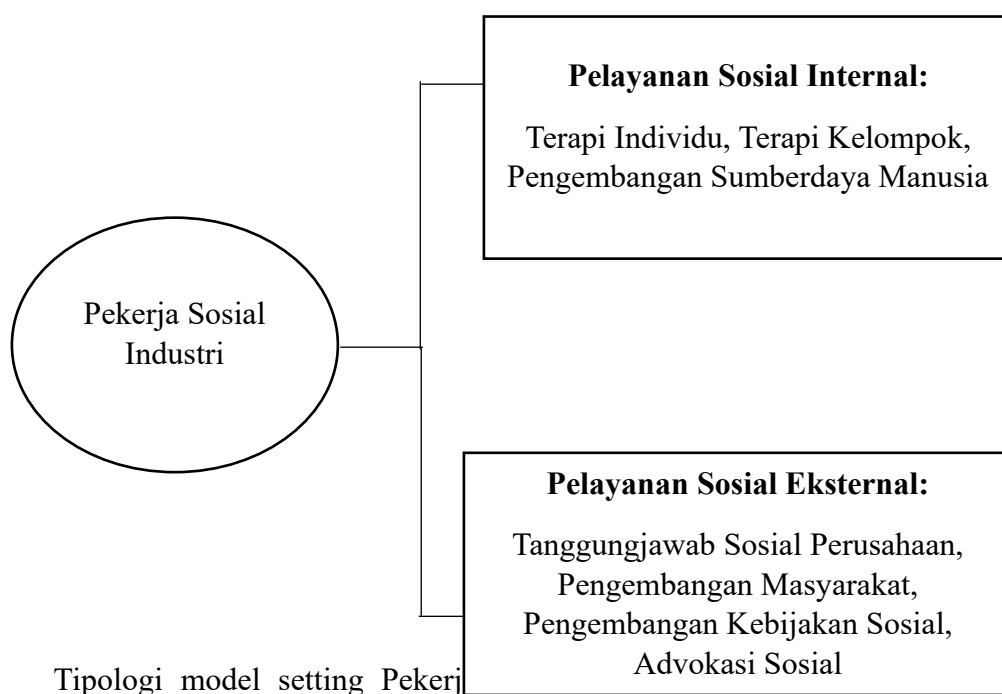 Pelayanan Sosial Internal:
Terapi Individu, Terapi Kelompok,
Pengembangan Sumberdaya Manusia
Pekerja Sosial
Industri
Pelayanan Sosial Eksternal:
Tanggungjawab Sosial Perusahaan,
Pengembangan Masyarakat,
Pengembangan Kebijakan Sosial,
Advokasi Sosial
Tipologi model setting